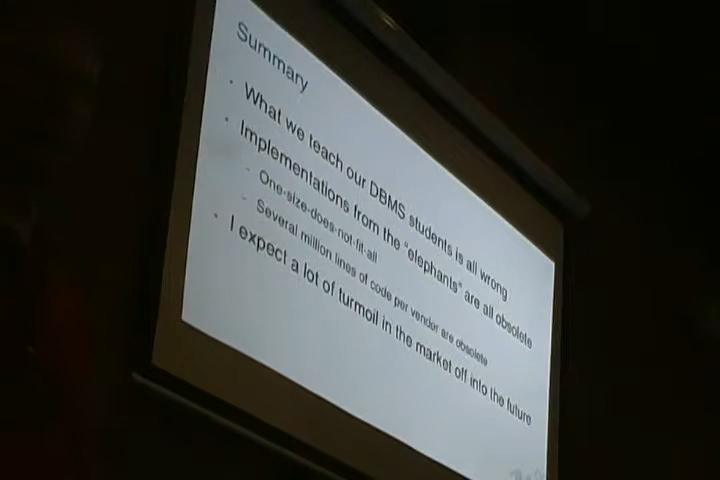 Summary
• What we teach our DBMS students is all wrong
• Implementations from the "elephants" are all obsolete
- One-size-does-not-fit-all
- Several million lines of code per vender are obsolete
• I expect a lot of turmoil in the market off into the future